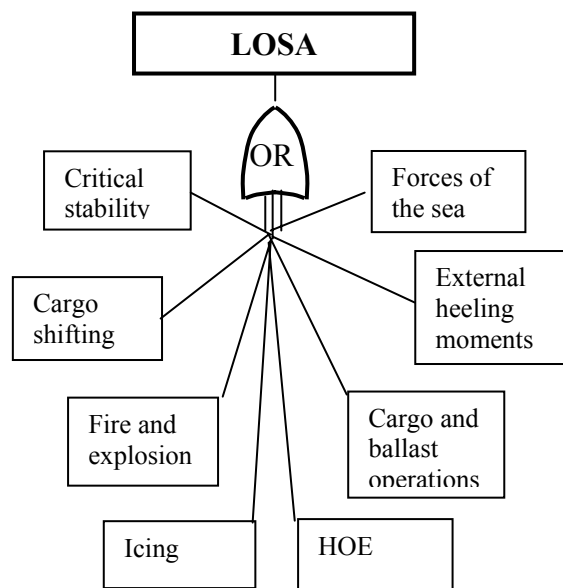 LOSA
OR
Critical
stability
Forces of
the sea
Cargo
shifting
External
heeling
moments
Fire and
explosion
Cargo and
ballast
operations
Icing
HOE